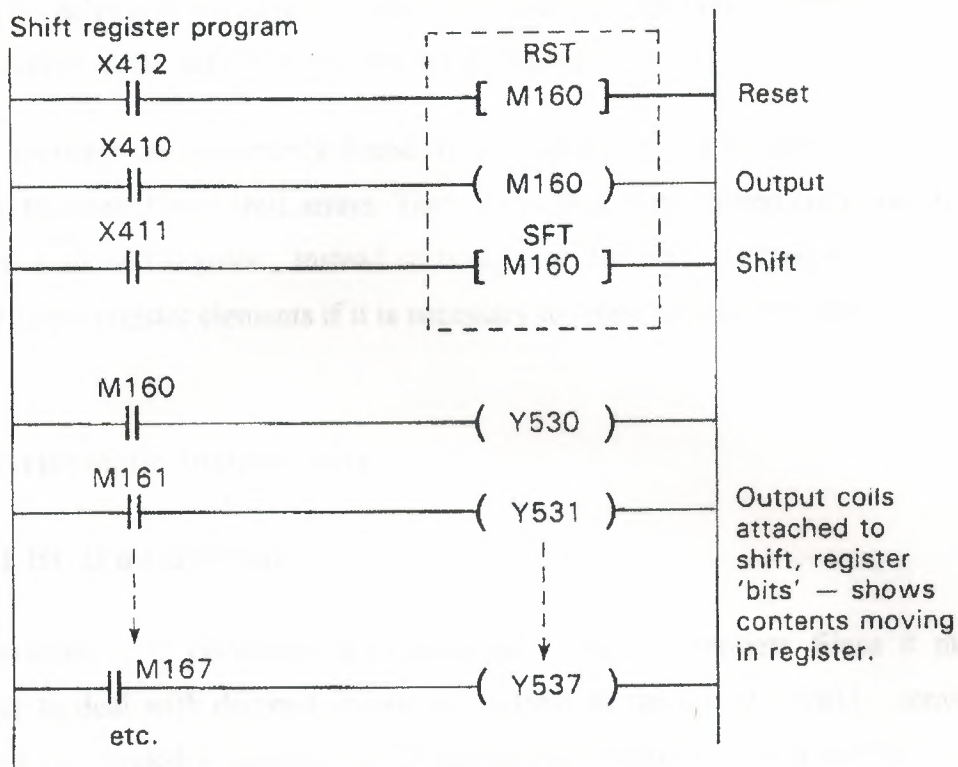 Shift register program
X412
RST
[ M160 ]
Reset
X410
( M160 )
Output
X411
SFT
[ M160 ]
Shift
M160
( Y530 )
M161
( Y531 )
Output coils
attached to
shift, register
'bits' — shows
contents moving
in register.
M167
( Y537 )
etc.